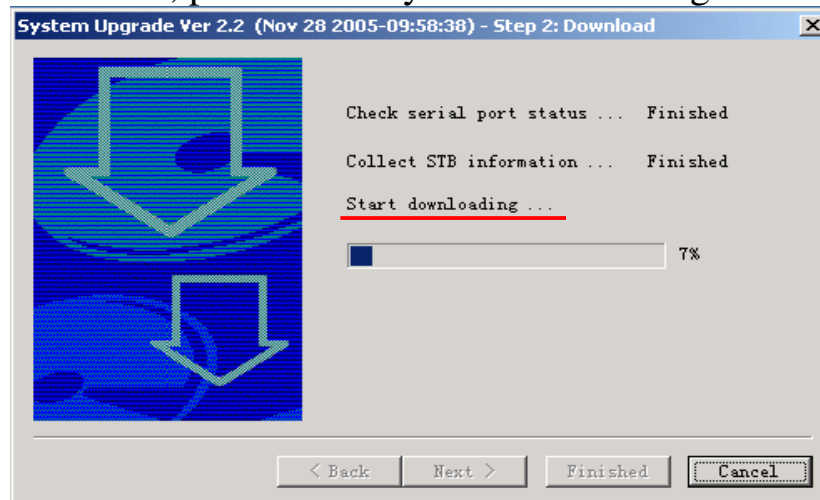 System Upgrade Ver 2.2 (Nov 28 2005-09:58:38) - Step 2: Download
Check serial port status ... Finished
Collect STB information ... Finished
Start downloading ...
7%
< Back Next > Finished Cancel